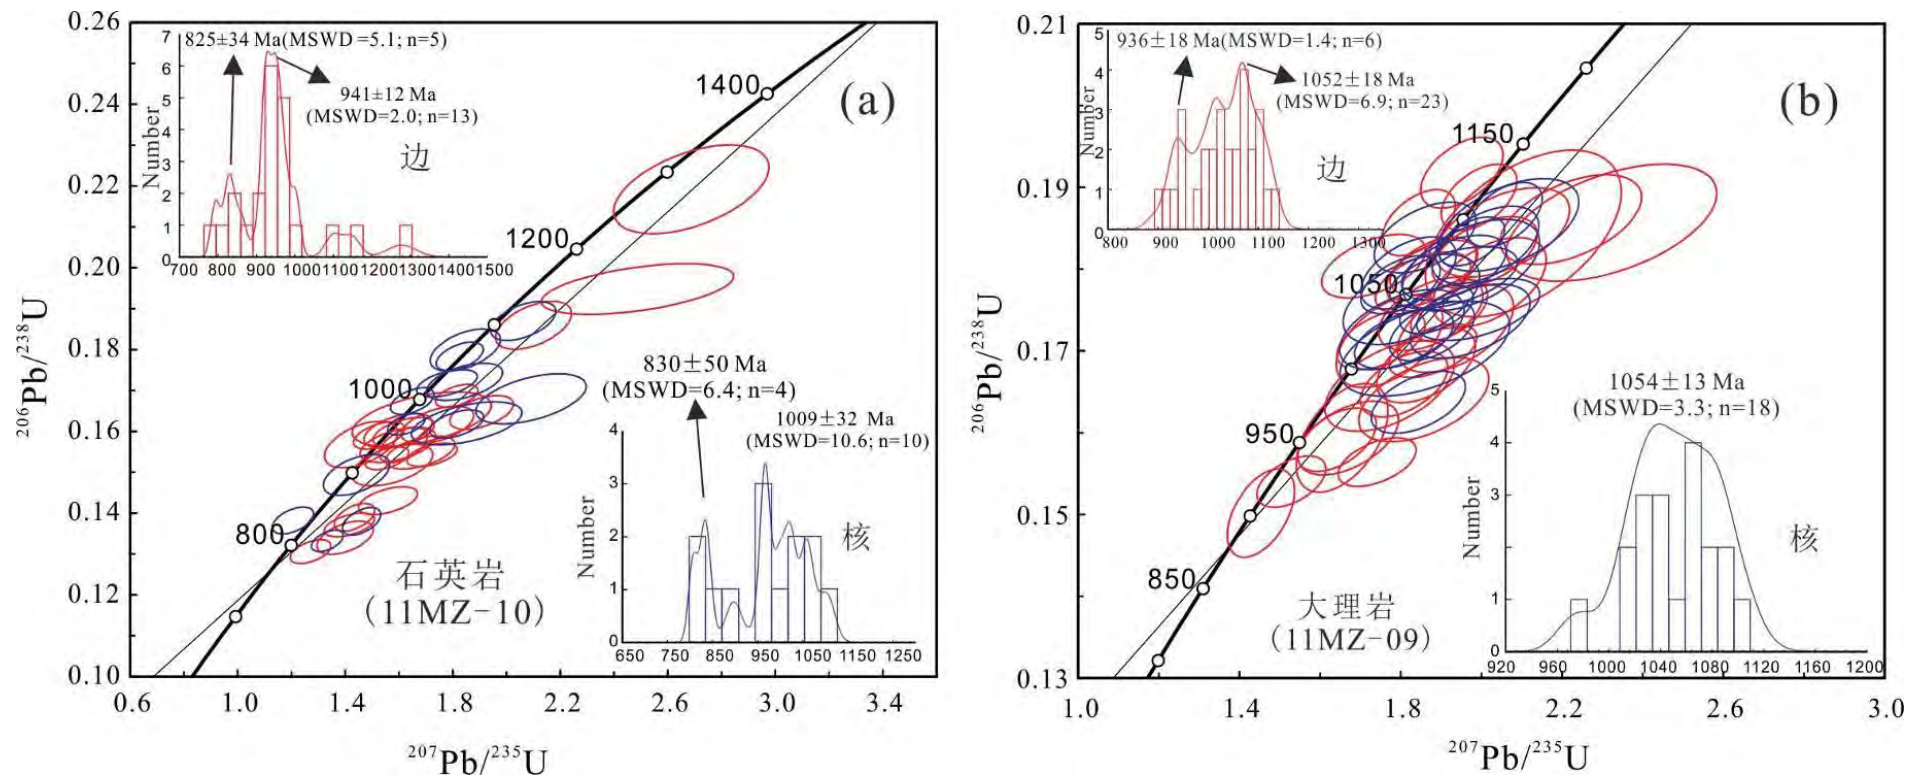 0.26
0.24
0.22
0.20
0.18
0.16
0.14
0.12
0.10
0.6
1.0
1.4
1.8
2.2
2.6
3.0
3.4
206Pb/238U
207Pb/235U
(a)
1400
1200
1000
800
石英岩
(11MZ-10)
825±34 Ma(MSWD =5.1; n=5)
941±12 Ma
(MSWD=2.0; n=13)
边
Number
7
6
5
4
3
2
1
0
700 800 900 1000 1100 1200 1300 1400 1500
830±50 Ma
(MSWD=6.4; n=4)
1009±32 Ma
(MSWD=10.6; n=10)
核
Number
4
3
2
1
0
650 750 850 950 1050 1150 1250
0.21
0.19
0.17
0.15
0.13
1.0
1.4
1.8
2.2
2.6
3.0
206Pb/238U
207Pb/235U
(b)
1150
1050
950
850
大理岩
(11MZ-09)
936±18 Ma(MSWD=1.4; n=6)
1052±18 Ma
(MSWD=6.9; n=23)
边
Number
5
4
3
2
1
0
800 900 1000 1100 1200 1300
1054±13 Ma
(MSWD=3.3; n=18)
核
Number
5
4
3
2
1
0
920 960 1000 1040 1080 1120 1160 1200